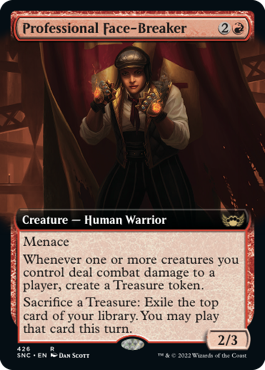 Professional Face-Breaker 2
Creature — Human Warrior
Menace
Whenever one or more creatures you
control deal combat damage to a
player, create a Treasure token.
Sacrifice a Treasure: Exile the top
card of your library. You may play
that card this turn.
2/3
426 R
SNC • EN Dan Scott ™ & © 2022 Wizards of the Coast